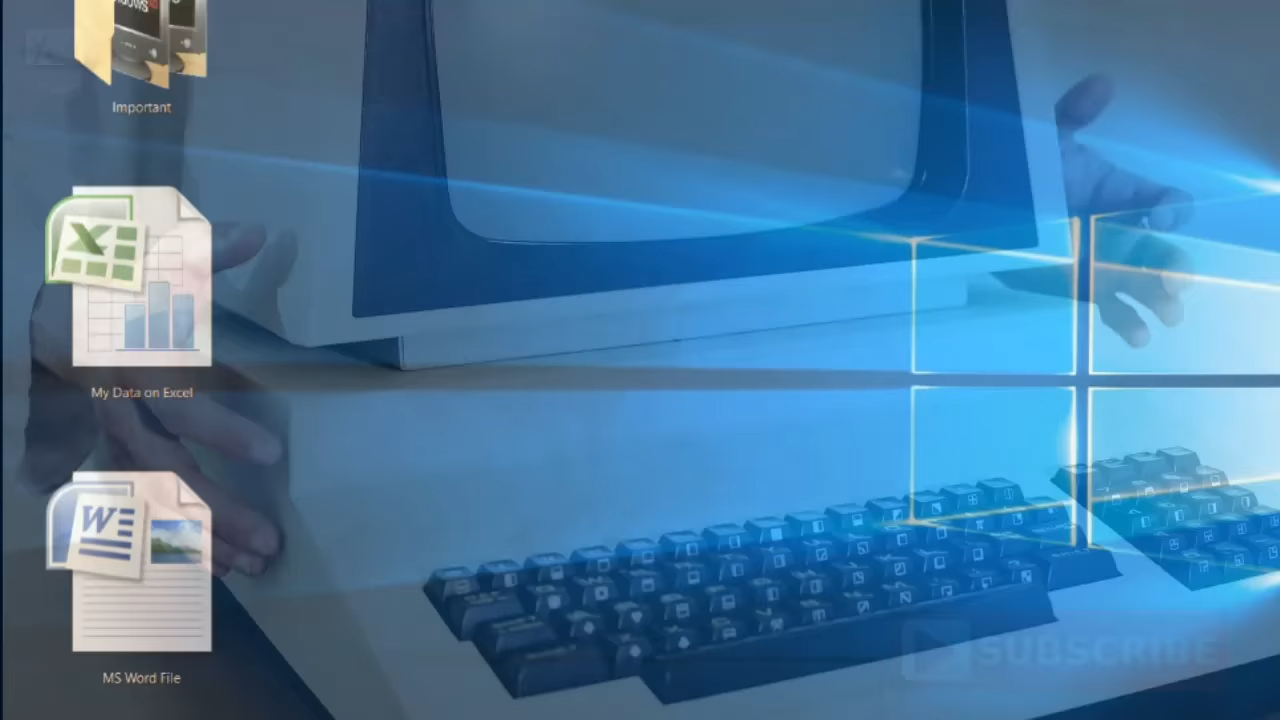 Important
My Data on Excel
W
MS Word File
SUBSCRIBE